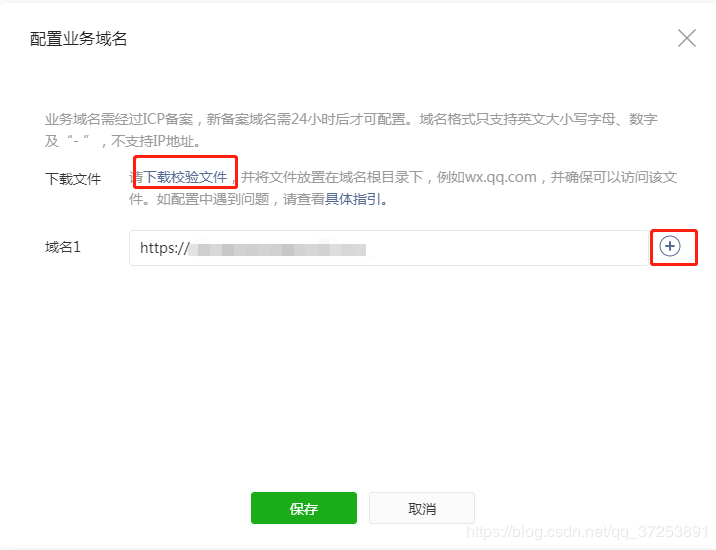 配置业务域名
业务域名需经过ICP备案，新备案域名需24小时后才可配置。域名格式只支持英文大小写字母、数字
及“- ”，不支持IP地址。
下载文件
请下载校验文件，并将文件放置在域名根目录下，例如wx.qq.com，并确保可以访问该文
件。如配置中遇到问题，请查看具体指引。
域名1
https://
保存
取消
https://blog.csdn.net/qq_37253891